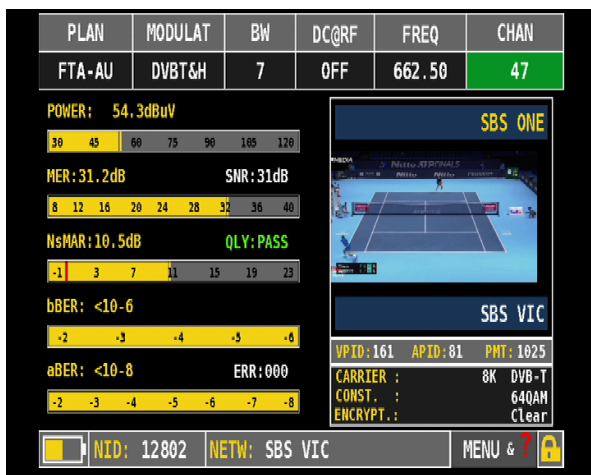 PLAN MODULAT BW DC@RF FREQ CHAN
FTA-AU DVBT&H 7 OFF 662.50 47
POWER: 54.3dBuV
30 45 60 75 90 105 120
MER:31.2dB SNR:31dB
8 12 16 20 24 28 32 36 40
NsMAR:10.5dB QLY:PASS
-1 3 7 11 15 19 23
bBER: <10-6
-2 -3 -4 -5 -6
aBER: <10-8 ERR:000
-2 -3 -4 -5 -6 -7 -8
SBS ONE
Nitto ATPFINALS
Nitto Nitto
SBS VIC
VPID:161 APID:81 PMT:1025
CARRIER : 8K DVB-T
CONST. : 64QAM
ENCRYPT.: Clear
NID: 12802 NETW: SBS VIC MENU & ?